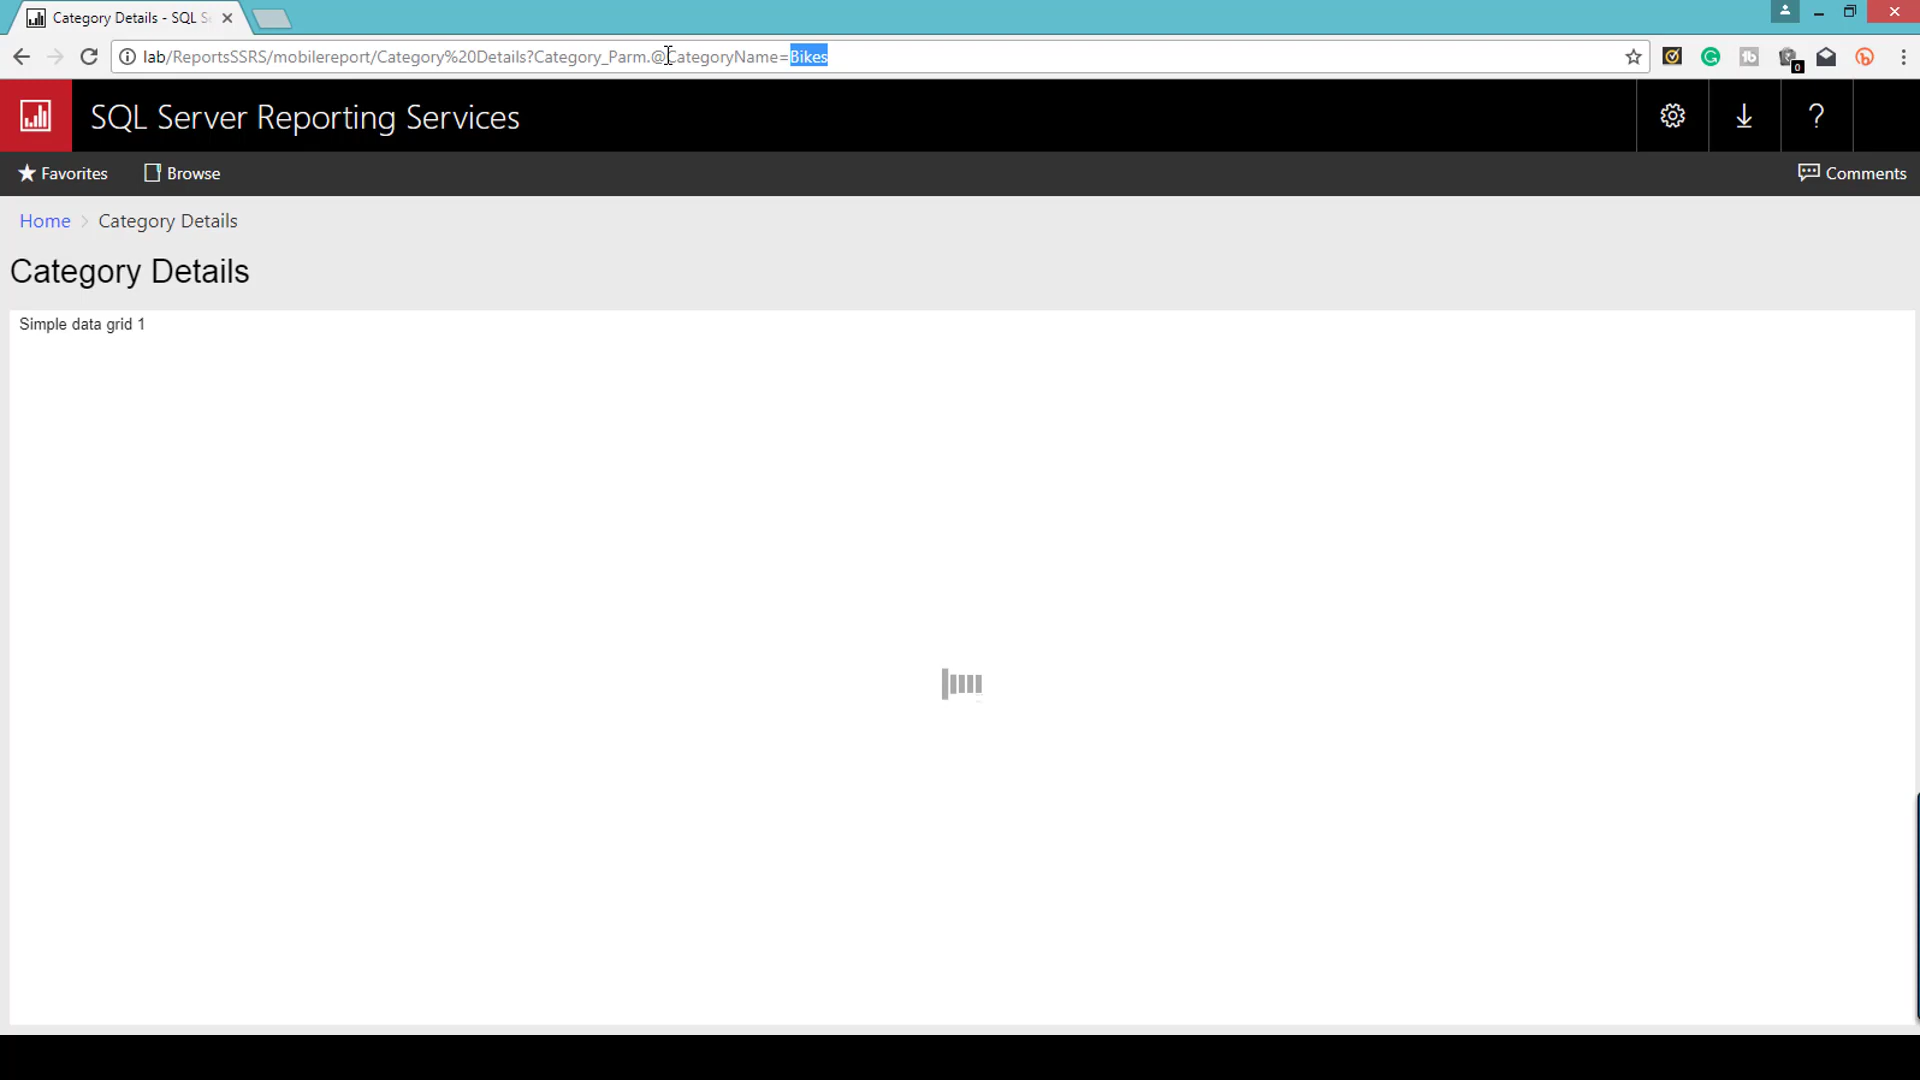 Category Details - SQL S
lab/ReportsSSRS/mobilereport/Category%20Details?Category_Parm.@CategoryName=Bikes
0
SQL Server Reporting Services
?
Favorites
Browse
Comments
Home > Category Details
Category Details
Simple data grid 1